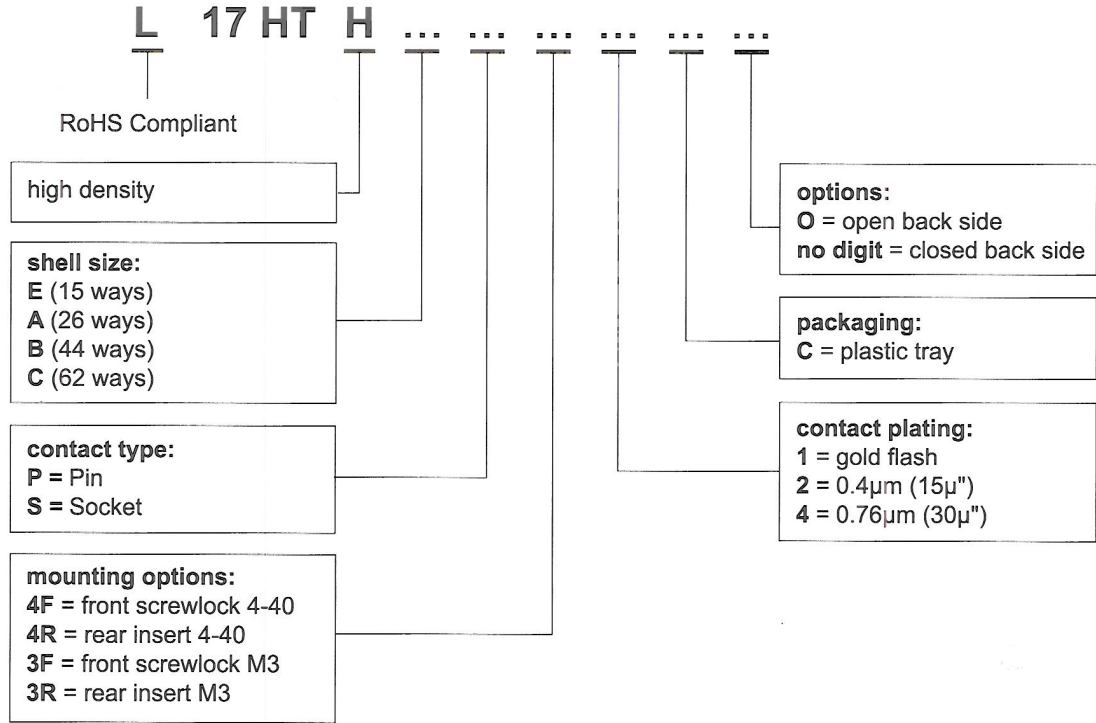 L 17 HT H ... ... ... ... ... ...
RoHS Compliant
high density
shell size:
E (15 ways)
A (26 ways)
B (44 ways)
C (62 ways)
contact type:
P = Pin
S = Socket
mounting options:
4F = front screwlock 4-40
4R = rear insert 4-40
3F = front screwlock M3
3R = rear insert M3
options:
O = open back side
no digit = closed back side
packaging:
C = plastic tray
contact plating:
1 = gold flash
2 = 0.4µm (15µ")
4 = 0.76µm (30µ")